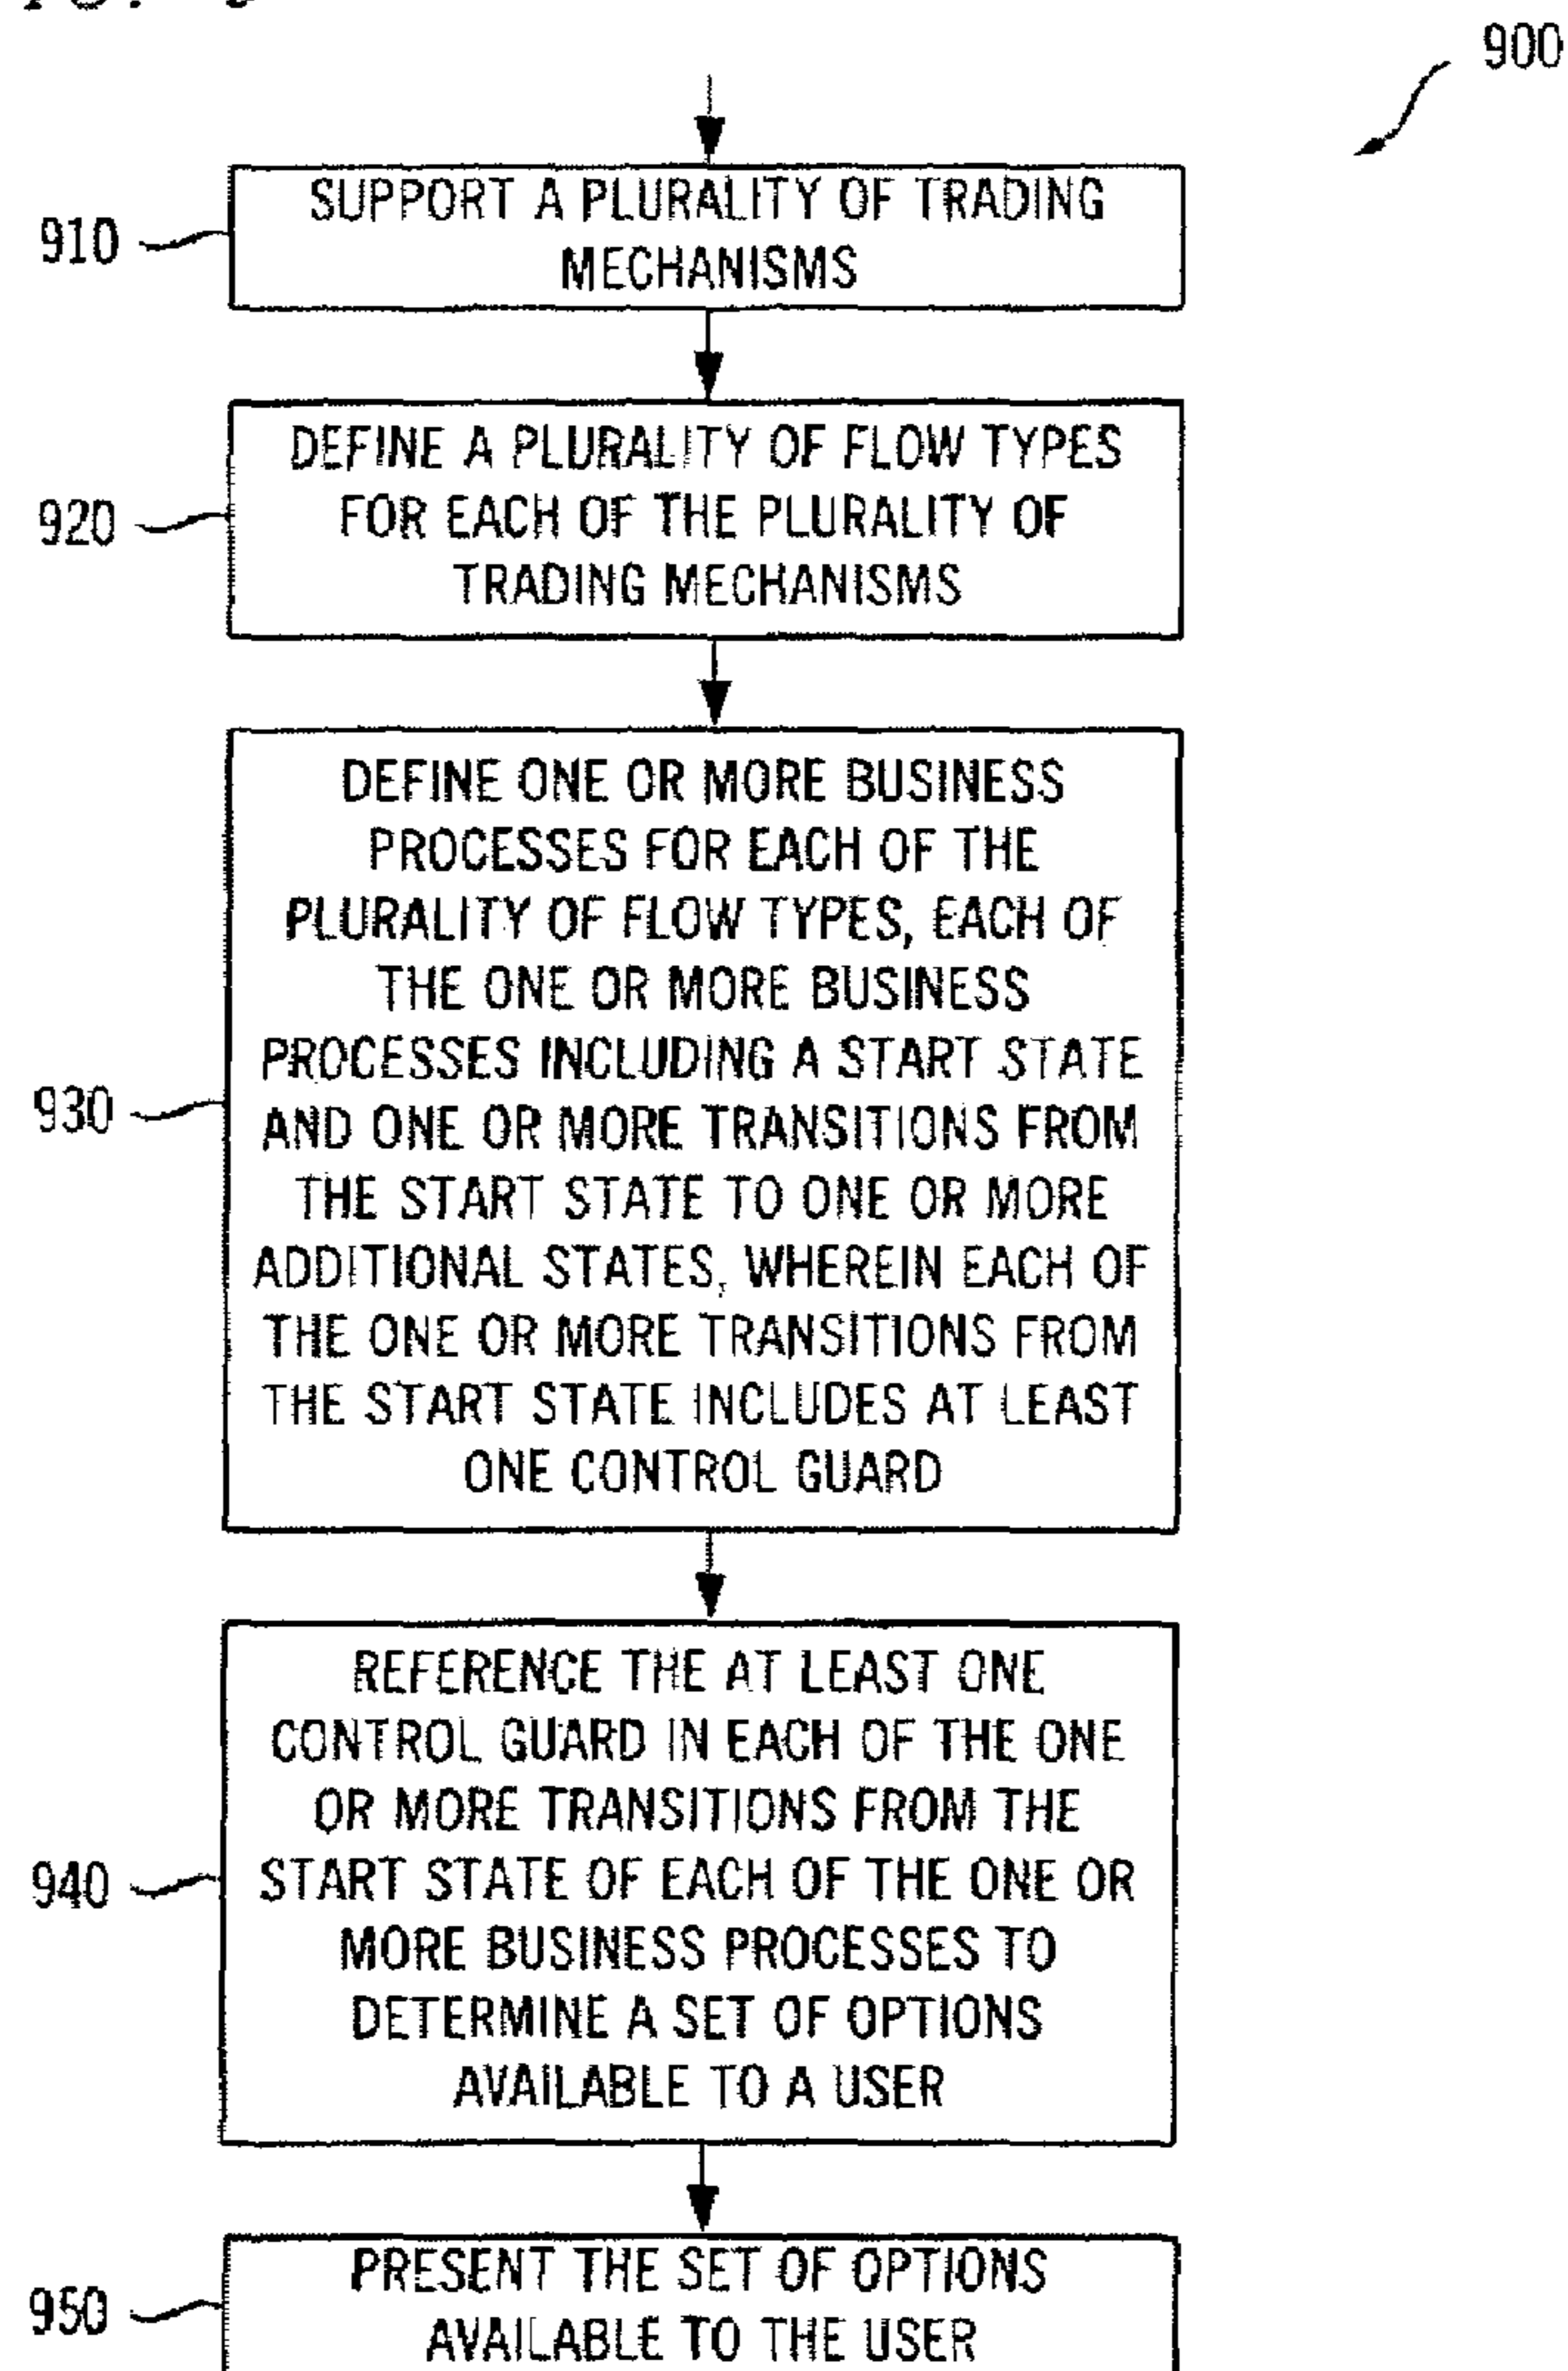 900
910
SUPPORT A PLURALITY OF TRADING
MECHANISMS
920
DEFINE A PLURALITY OF FLOW TYPES
FOR EACH OF THE PLURALITY OF
TRADING MECHANISMS
930
DEFINE ONE OR MORE BUSINESS
PROCESSES FOR EACH OF THE
PLURALITY OF FLOW TYPES, EACH OF
THE ONE OR MORE BUSINESS
PROCESSES INCLUDING A START STATE
AND ONE OR MORE TRANSITIONS FROM
THE START STATE TO ONE OR MORE
ADDITIONAL STATES, WHEREIN EACH OF
THE ONE OR MORE TRANSITIONS FROM
THE START STATE INCLUDES AT LEAST
ONE CONTROL GUARD
940
REFERENCE THE AT LEAST ONE
CONTROL GUARD IN EACH OF THE ONE
OR MORE TRANSITIONS FROM THE
START STATE OF EACH OF THE ONE OR
MORE BUSINESS PROCESSES TO
DETERMINE A SET OF OPTIONS
AVAILABLE TO A USER
950
PRESENT THE SET OF OPTIONS
AVAILABLE TO THE USER